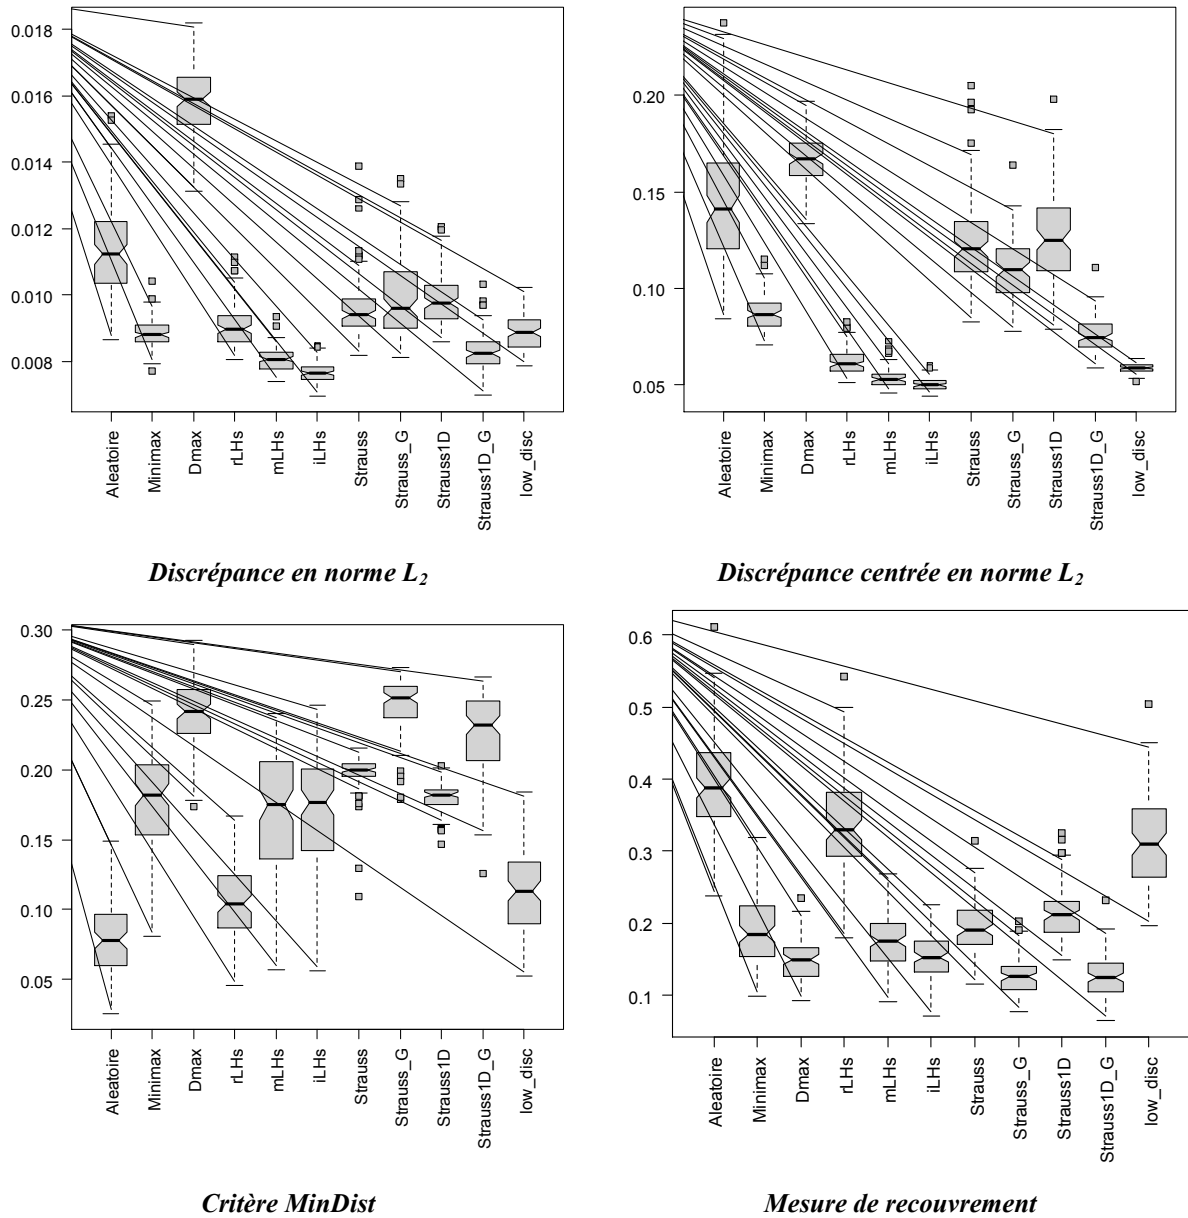 0.018
0.016
0.014
0.012
0.010
0.008
Aleatoire
Minimax
Dmax
rLHs
mLHs
iLHs
Strauss
Strauss_G
Strauss1D
Strauss1D_G
low_disc
Discrépance en norme L2
0.20
0.15
0.10
0.05
Aleatoire
Minimax
Dmax
rLHs
mLHs
iLHs
Strauss
Strauss_G
Strauss1D
Strauss1D_G
low_disc
Discrépance centrée en norme L2
0.30
0.25
0.20
0.15
0.10
0.05
Aleatoire
Minimax
Dmax
rLHs
mLHs
iLHs
Strauss
Strauss_G
Strauss1D
Strauss1D_G
low_disc
Critère MinDist
0.6
0.5
0.4
0.3
0.2
0.1
Aleatoire
Minimax
Dmax
rLHs
mLHs
iLHs
Strauss
Strauss_G
Strauss1D
Strauss1D_G
low_disc
Mesure de recouvrement